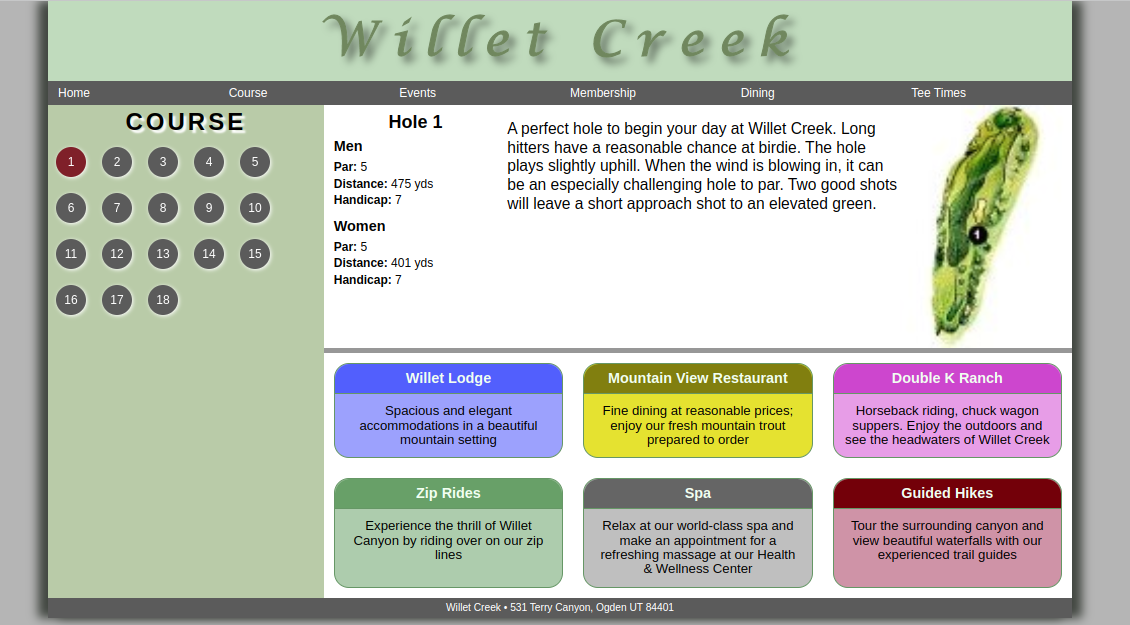 Willet Creek
Home Course Events Membership Dining Tee Times
COURSE
1 2 3 4 5
6 7 8 9 10
11 12 13 14 15
16 17 18
Hole 1
Men
Par: 5
Distance: 475 yds
Handicap: 7
Women
Par: 5
Distance: 401 yds
Handicap: 7
A perfect hole to begin your day at Willet Creek. Long
hitters have a reasonable chance at birdie. The hole
plays slightly uphill. When the wind is blowing in, it can
be an especially challenging hole to par. Two good shots
will leave a short approach shot to an elevated green.
1
Willet Lodge
Spacious and elegant
accommodations in a beautiful
mountain setting
Mountain View Restaurant
Fine dining at reasonable prices;
enjoy our fresh mountain trout
prepared to order
Double K Ranch
Horseback riding, chuck wagon
suppers. Enjoy the outdoors and
see the headwaters of Willet Creek
Zip Rides
Experience the thrill of Willet
Canyon by riding over on our zip
lines
Spa
Relax at our world-class spa and
make an appointment for a
refreshing massage at our Health
& Wellness Center
Guided Hikes
Tour the surrounding canyon and
view beautiful waterfalls with our
experienced trail guides
Willet Creek • 531 Terry Canyon, Ogden UT 84401